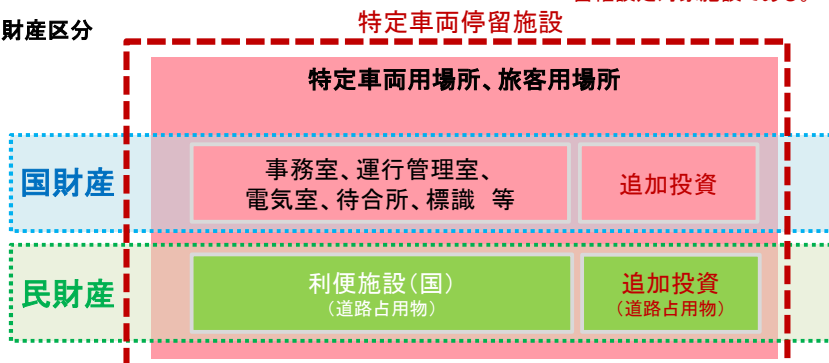 財産区分
特定車両停留施設
特定車両用場所、旅客用場所
国財産
事務室、運行管理室、
電気室、待合所、標識 等
追加投資
民財産
利便施設(国)
(道路占用物)
追加投資
(道路占用物)